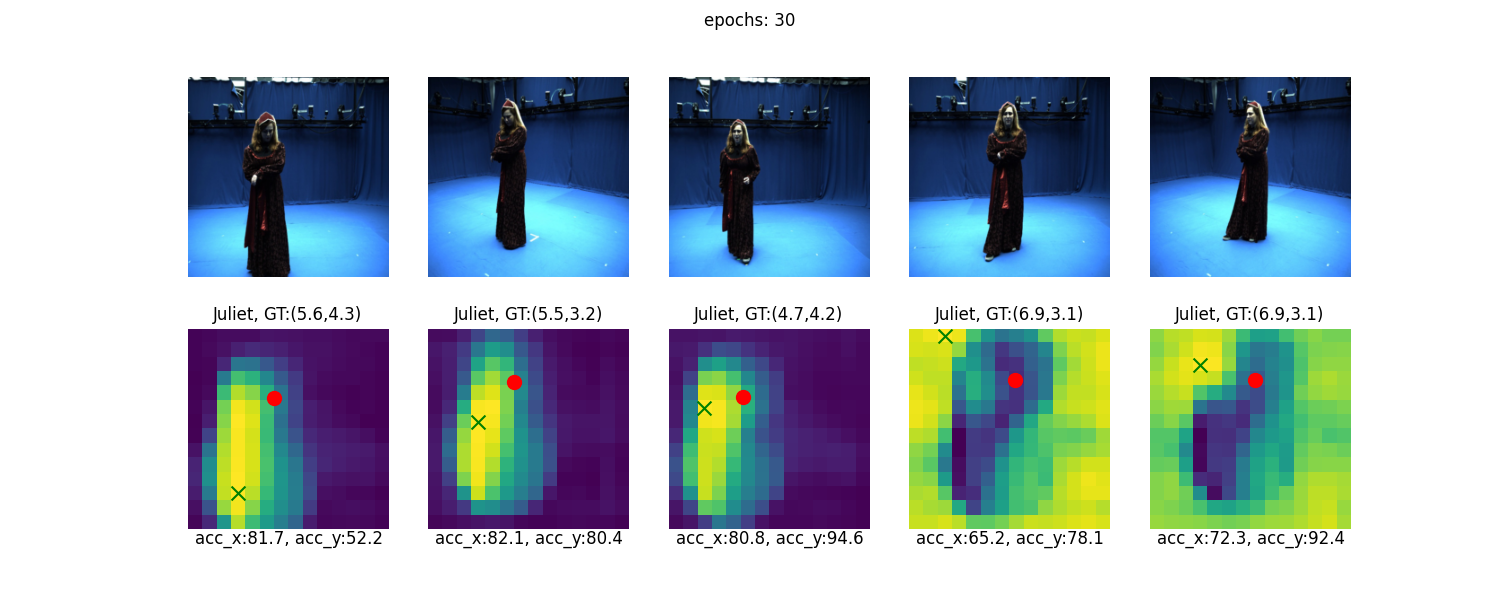 epochs: 30
Juliet, GT:(5.6,4.3)
Juliet, GT:(5.5,3.2)
Juliet, GT:(4.7,4.2)
Juliet, GT:(6.9,3.1)
Juliet, GT:(6.9,3.1)
acc_x:81.7, acc_y:52.2
acc_x:82.1, acc_y:80.4
acc_x:80.8, acc_y:94.6
acc_x:65.2, acc_y:78.1
acc_x:72.3, acc_y:92.4